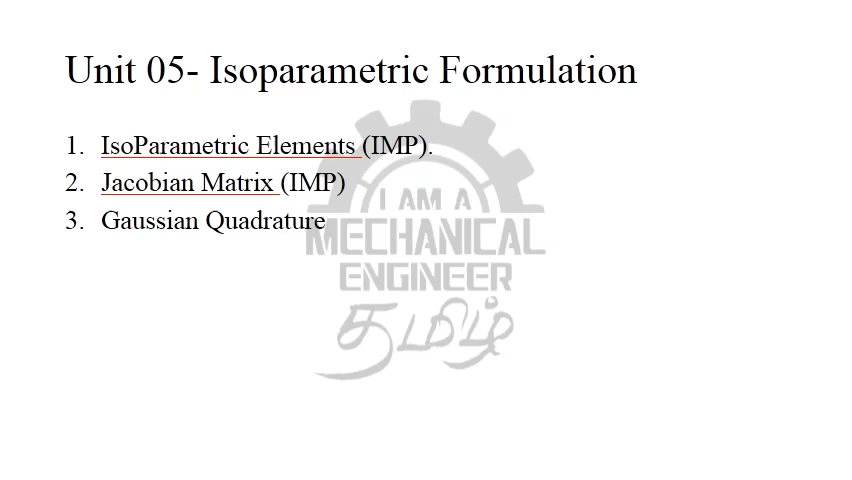 Unit 05- Isoparametric Formulation
1. IsoParametric Elements (IMP).
2. Jacobian Matrix (IMP)
3. Gaussian Quadrature
I AM A
MECHANICAL
ENGINEER
தமிழ்